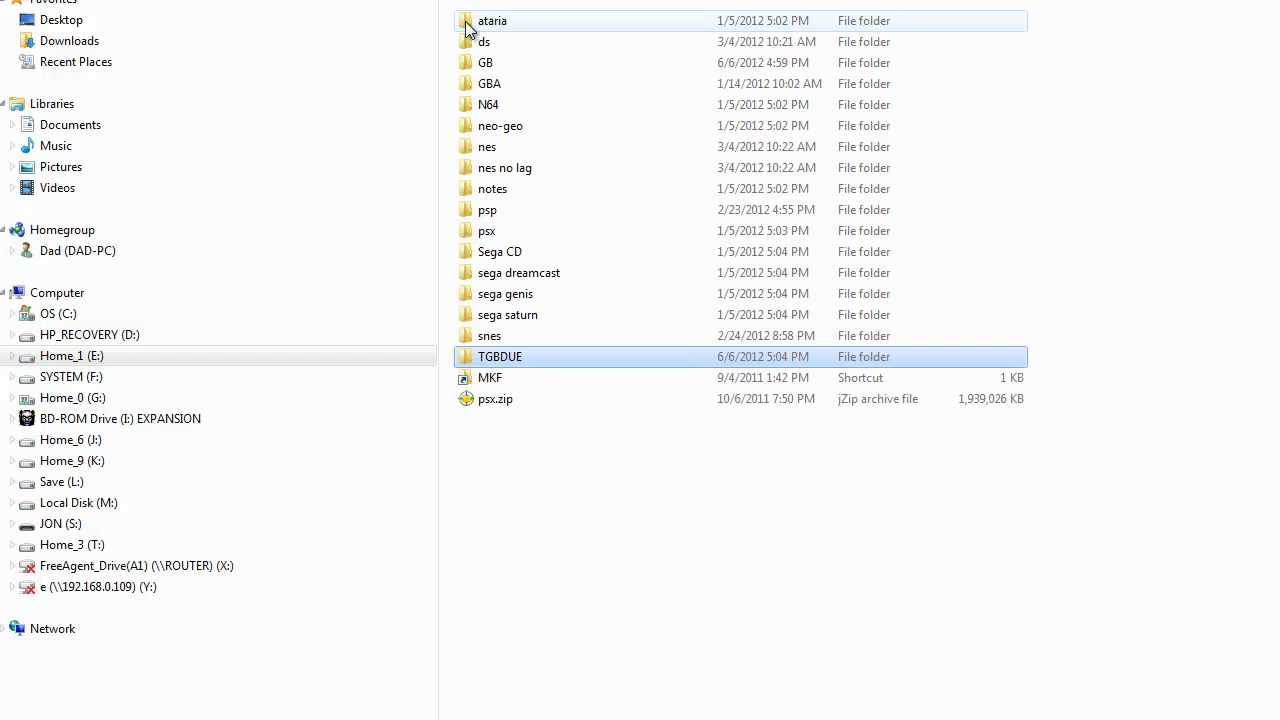 Favorites
Desktop
Downloads
Recent Places
Libraries
Documents
Music
Pictures
Videos
Homegroup
Dad (DAD-PC)
Computer
OS (C:)
HP_RECOVERY (D:)
Home_1 (E:)
SYSTEM (F:)
Home_0 (G:)
BD-ROM Drive (I:) EXPANSION
Home_6 (J:)
Home_9 (K:)
Save (L:)
Local Disk (M:)
JON (S:)
Home_3 (T:)
FreeAgent_Drive(A1) (\\ROUTER) (X:)
e (\\192.168.0.109) (Y:)
Network
ataria 1/5/2012 5:02 PM File folder
ds 3/4/2012 10:21 AM File folder
GB 6/6/2012 4:59 PM File folder
GBA 1/14/2012 10:02 AM File folder
N64 1/5/2012 5:02 PM File folder
neo-geo 1/5/2012 5:02 PM File folder
nes 3/4/2012 10:22 AM File folder
nes no lag 3/4/2012 10:22 AM File folder
notes 1/5/2012 5:02 PM File folder
psp 2/23/2012 4:55 PM File folder
psx 1/5/2012 5:03 PM File folder
Sega CD 1/5/2012 5:04 PM File folder
sega dreamcast 1/5/2012 5:04 PM File folder
sega genis 1/5/2012 5:04 PM File folder
sega saturn 1/5/2012 5:04 PM File folder
snes 2/24/2012 8:58 PM File folder
TGBDUE 6/6/2012 5:04 PM File folder
MKF 9/4/2011 1:42 PM Shortcut 1 KB
psx.zip 10/6/2011 7:50 PM jZip archive file 1,939,026 KB